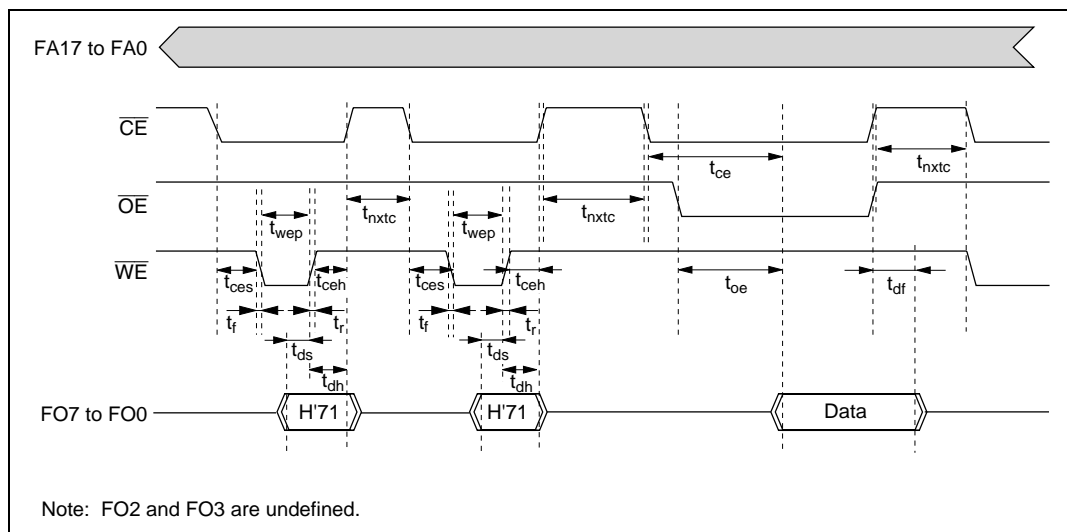 FA17 to FA0
CE
t_ce
t_nxtc
OE
t_wep
t_nxtc
t_wep
t_nxtc
WE
t_ces
t_ceh
t_ces
t_ceh
t_oe
t_df
t_f
t_r
t_f
t_r
t_ds
t_ds
t_dh
t_dh
FO7 to FO0
H'71
H'71
Data
Note: FO2 and FO3 are undefined.